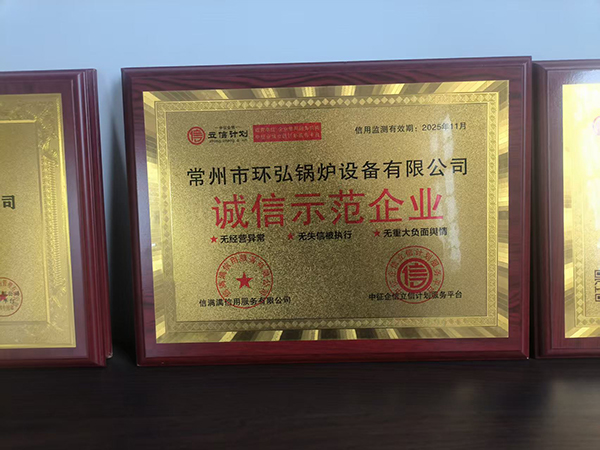 立信计划
信用监测有效期：2025年11月
常州市环弘锅炉设备有限公司
诚信示范企业
★无经营异常 ★无失信被执行 ★无重大负面舆情
信满满信用服务有限公司
中征企信立信计划服务平台
司